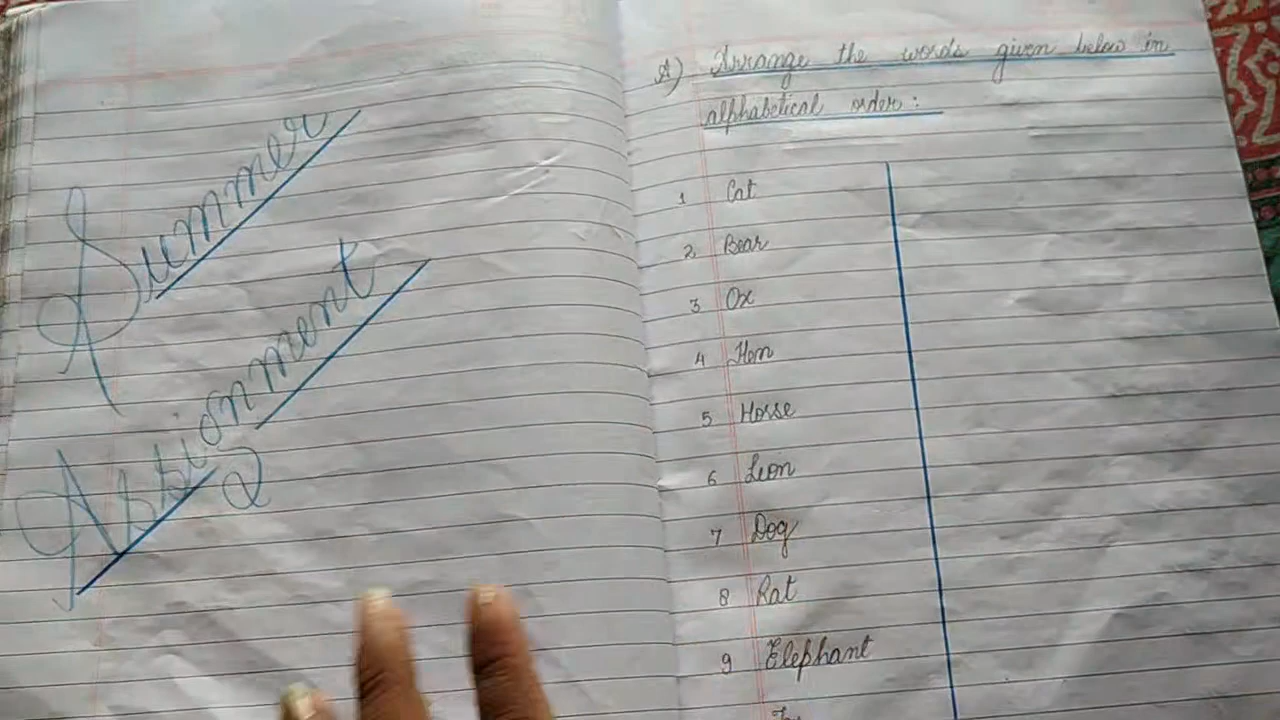 Summer
Assignment
A) Arrange the words given below in
alphabetical order:
1 Cat
2 Bear
3 Ox
4 Hen
5 Horse
6 Leon
7 Dog
8 Rat
9 Elephant